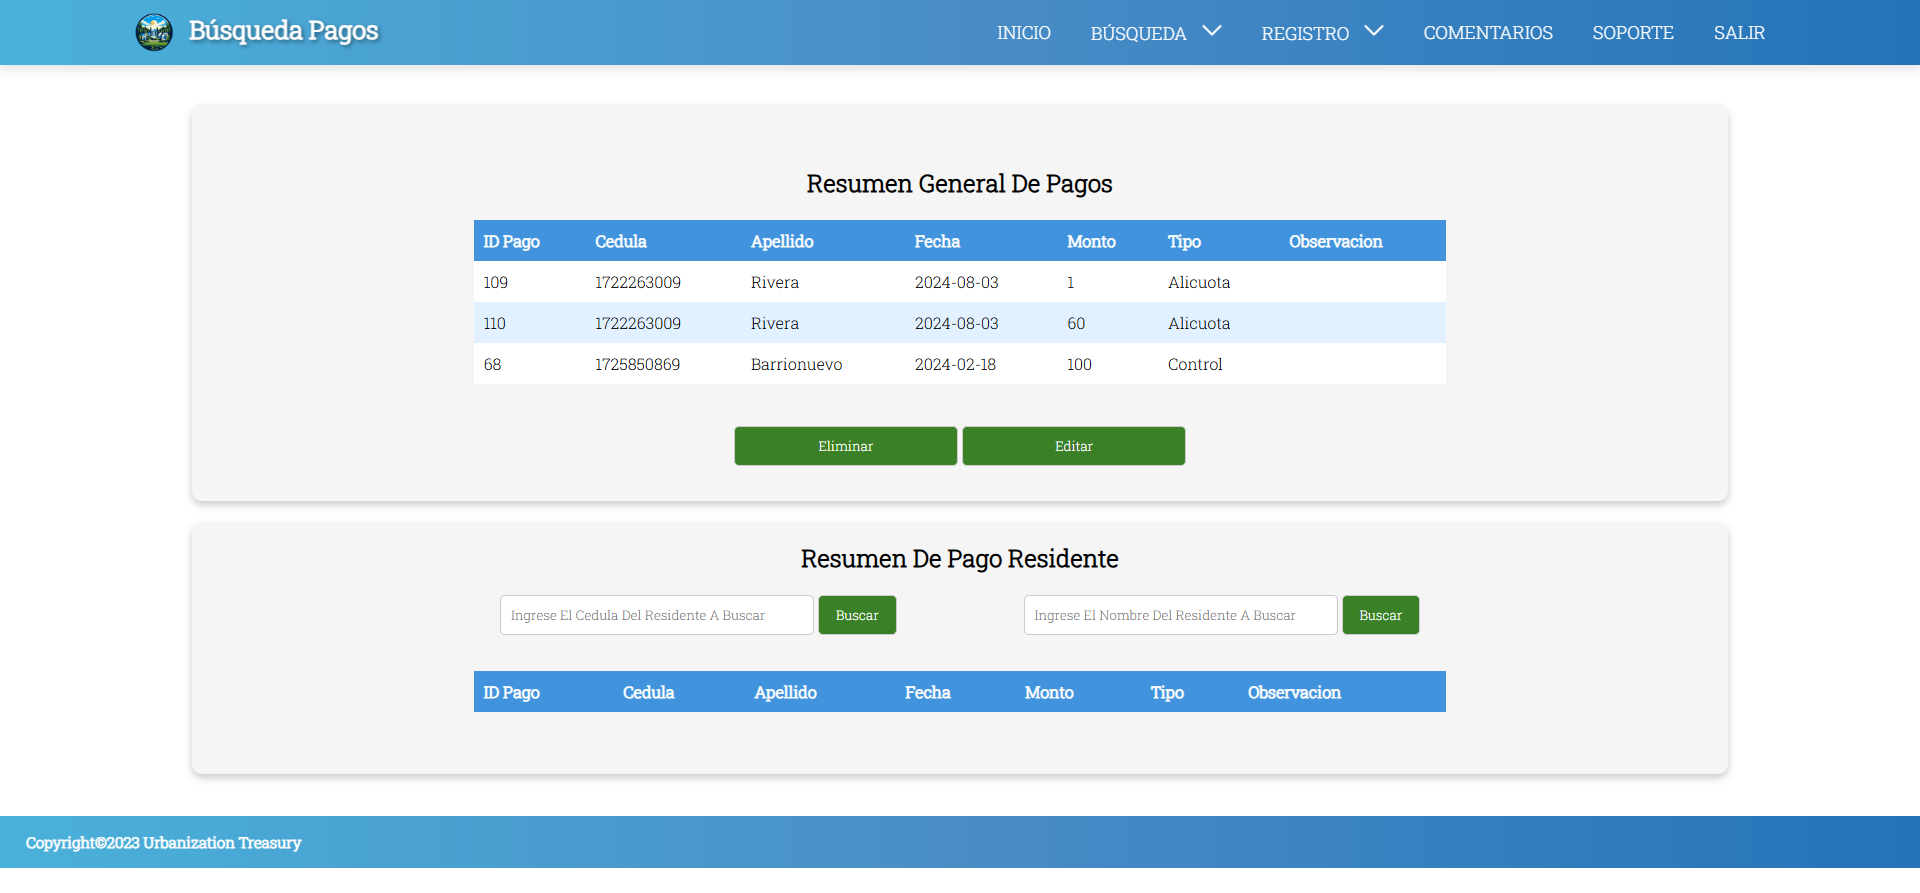 Búsqueda Pagos INICIO BÚSQUEDA REGISTRO COMENTARIOS SOPORTE SALIR
Resumen General De Pagos
ID Pago Cedula Apellido Fecha Monto Tipo Observacion
109 1722263009 Rivera 2024-08-03 1 Alicuota
110 1722263009 Rivera 2024-08-03 60 Alicuota
68 1725850869 Barrionuevo 2024-02-18 100 Control
Eliminar Editar
Resumen De Pago Residente
Ingrese El Cedula Del Residente A Buscar Buscar Ingrese El Nombre Del Residente A Buscar Buscar
ID Pago Cedula Apellido Fecha Monto Tipo Observacion
Copyright©2023 Urbanization Treasury